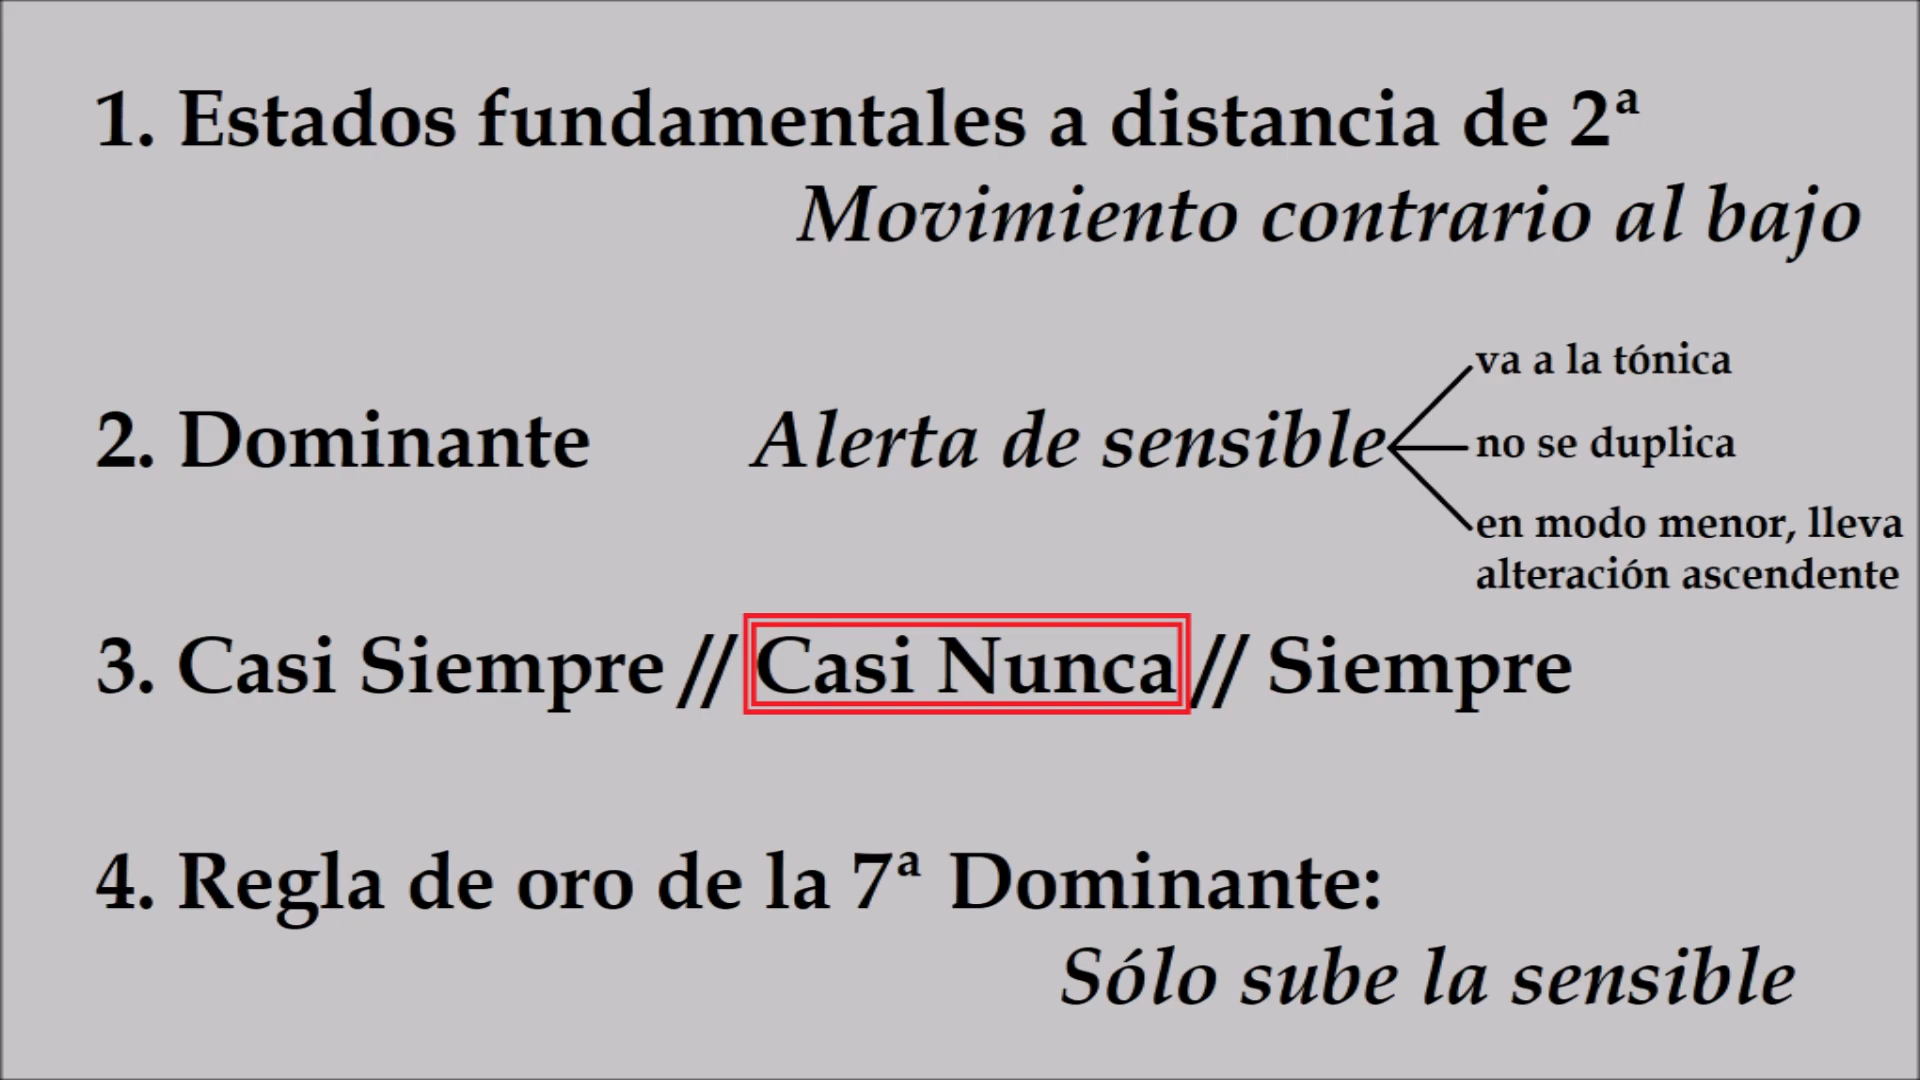 1. Estados fundamentales a distancia de 2ª
Movimiento contrario al bajo
2. Dominante Alerta de sensible
va a la tónica
no se duplica
en modo menor, lleva
alteración ascendente
3. Casi Siempre // Casi Nunca // Siempre
4. Regla de oro de la 7ª Dominante:
Sólo sube la sensible